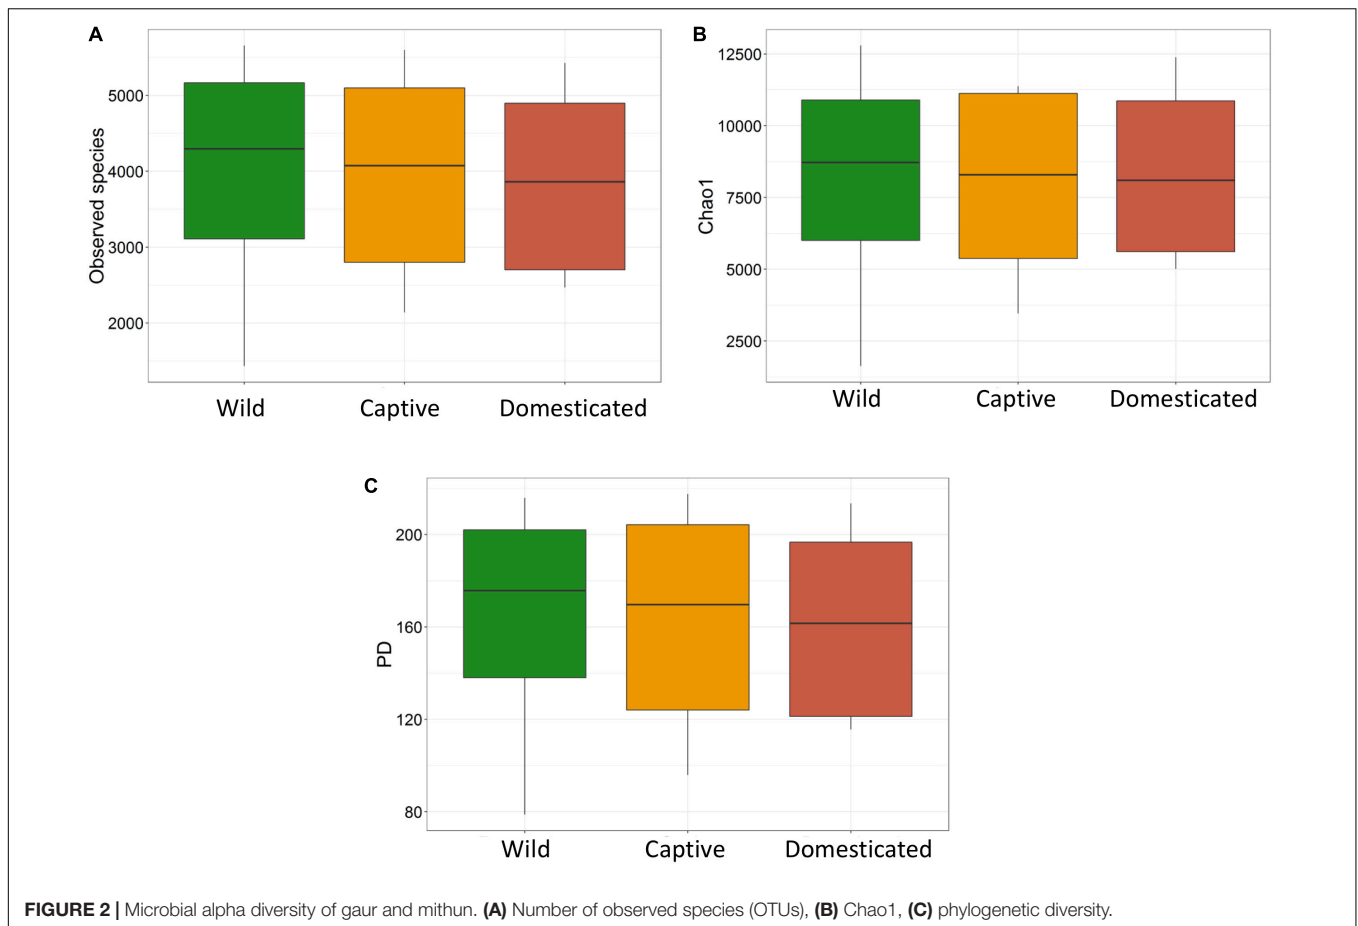 A
Observed species
5000
4000
3000
2000
Wild Captive Domesticated
B
Chao1
12500
10000
7500
5000
2500
Wild Captive Domesticated
C
PD
200
160
120
80
Wild Captive Domesticated
FIGURE 2 | Microbial alpha diversity of gaur and mithun. (A) Number of observed species (OTUs), (B) Chao1, (C) phylogenetic diversity.